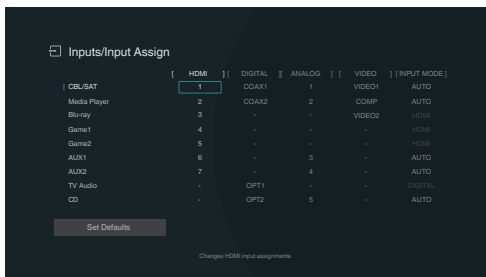 Inputs/Input Assign
[ HDMI ] [ DIGITAL ][ ANALOG ] [ VIDEO ] [ INPUT MODE ]
CBL/SAT 1 COAX1 1 VIDEO1 AUTO
Media Player 2 COAX2 2 COMP AUTO
Blu-ray 3 - - VIDEO2 HDMI
Game1 4 - - - HDMI
Game2 5 - - - HDMI
AUX1 6 - 3 - AUTO
AUX2 7 - 4 - AUTO
TV Audio - OPT1 - - DIGITAL
CD - OPT2 5 - AUTO
Set Defaults
Changes HDMI input assignments.